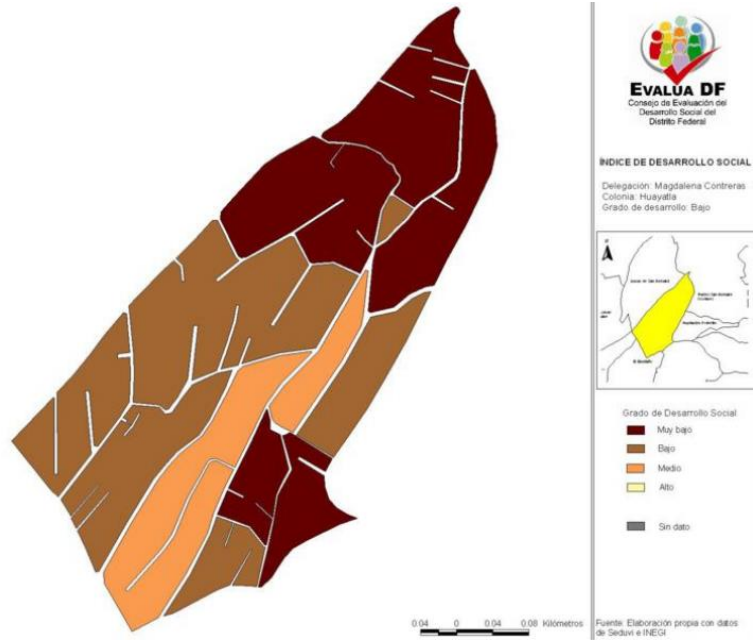 EVALUA DF
Consejo de Evaluación del
Desarrollo Social del
Distrito Federal
ÍNDICE DE DESARROLLO SOCIAL
Delegación: Magdalena Contreras
Colonia: Huayatla
Grado de desarrollo: Bajo
Grado de Desarrollo Social
Muy bajo
Bajo
Medio
Alto
Sin dato
0.04 0 0.04 0.08 Kilómetros
Fuente: Elaboración propia con datos
de Seduvi e INEGI